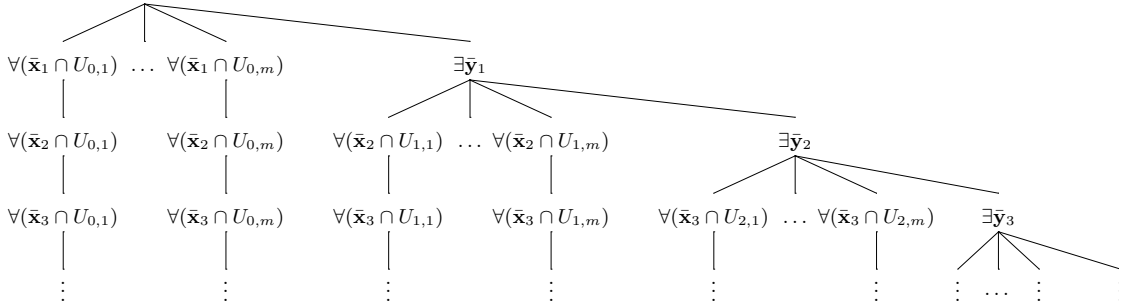 ∀(x̄₁ ∩ U₀,₁) … ∀(x̄₁ ∩ U₀,ₘ) ∃ȳ₁
∀(x̄₂ ∩ U₀,₁) ∀(x̄₂ ∩ U₀,ₘ) ∀(x̄₂ ∩ U₁,₁) … ∀(x̄₂ ∩ U₁,ₘ) ∃ȳ₂
∀(x̄₃ ∩ U₀,₁) ∀(x̄₃ ∩ U₀,ₘ) ∀(x̄₃ ∩ U₁,₁) ∀(x̄₃ ∩ U₁,ₘ) ∀(x̄₃ ∩ U₂,₁) … ∀(x̄₃ ∩ U₂,ₘ) ∃ȳ₃
⋮ ⋮ ⋮ ⋮ ⋮ ⋮ ⋮ … ⋮